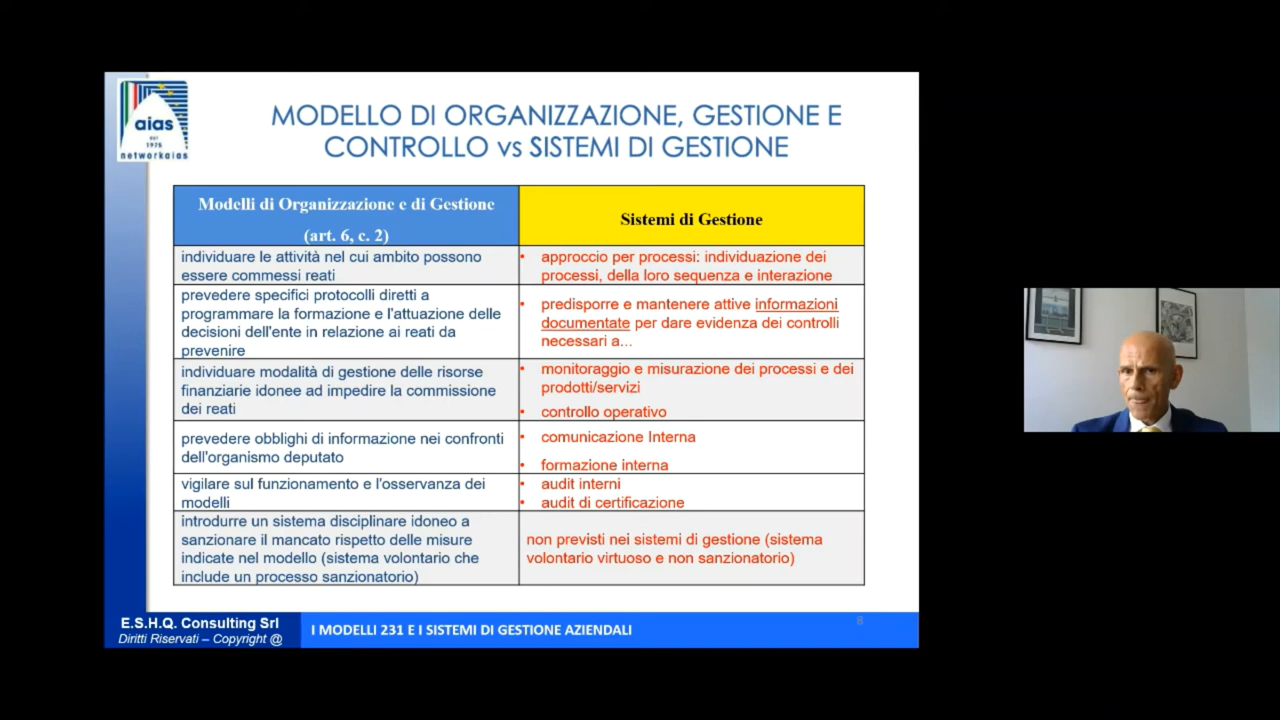 aias
est
1975
networkaias
MODELLO DI ORGANIZZAZIONE, GESTIONE E
CONTROLLO vs SISTEMI DI GESTIONE
Modelli di Organizzazione e di Gestione
(art. 6, c. 2)
Sistemi di Gestione
individuare le attività nel cui ambito possono
essere commessi reati
• approccio per processi: individuazione dei
processi, della loro sequenza e interazione
prevedere specifici protocolli diretti a
programmare la formazione e l'attuazione delle
decisioni dell'ente in relazione ai reati da
prevenire
• predisporre e mantenere attive informazioni
documentate per dare evidenza dei controlli
necessari a...
individuare modalità di gestione delle risorse
finanziarie idonee ad impedire la commissione
dei reati
• monitoraggio e misurazione dei processi e dei
prodotti/servizi
• controllo operativo
prevedere obblighi di informazione nei confronti
dell'organismo deputato
• comunicazione Interna
• formazione interna
vigilare sul funzionamento e l'osservanza dei
modelli
• audit interni
• audit di certificazione
introdurre un sistema disciplinare idoneo a
sanzionare il mancato rispetto delle misure
indicate nel modello (sistema volontario che
include un processo sanzionatorio)
non previsti nei sistemi di gestione (sistema
volontario virtuoso e non sanzionatorio)
E.S.H.Q. Consulting Srl
Diritti Riservati – Copyright @
I MODELLI 231 E I SISTEMI DI GESTIONE AZIENDALI
8